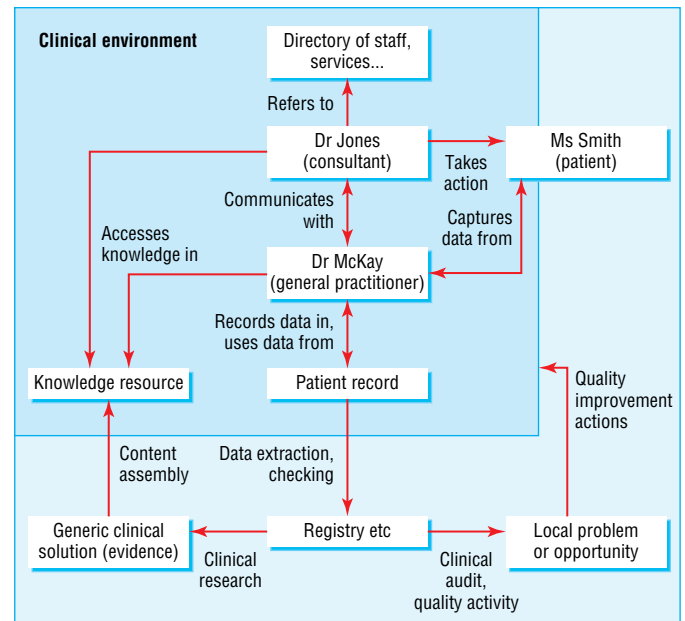 Clinical environment
Directory of staff,
services...
Refers to
Dr Jones
(consultant)
Takes
action
Ms Smith
(patient)
Communicates
with
Captures
data from
Accesses
knowledge in
Dr McKay
(general practitioner)
Records data in,
uses data from
Knowledge resource
Patient record
Quality
improvement
actions
Content
assembly
Data extraction,
checking
Generic clinical
solution (evidence)
Registry etc
Local problem
or opportunity
Clinical
research
Clinical
audit,
quality activity